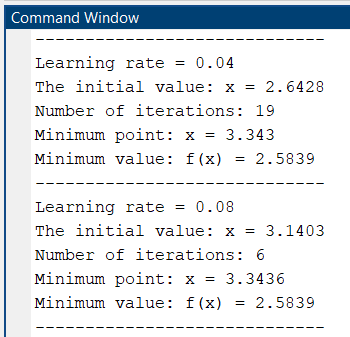 Command Window
------------------------------
Learning rate = 0.04
The initial value: x = 2.6428
Number of iterations: 19
Minimum point: x = 3.343
Minimum value: f(x) = 2.5839
------------------------------
Learning rate = 0.08
The initial value: x = 3.1403
Number of iterations: 6
Minimum point: x = 3.3436
Minimum value: f(x) = 2.5839
------------------------------